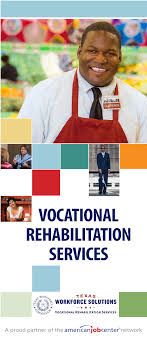 VOCATIONAL
REHABILITATION
SERVICES
TEXAS
WORKFORCE SOLUTIONS
VOCATIONAL REHABILITATION SERVICES
A proud partner of the americanjobcenter network